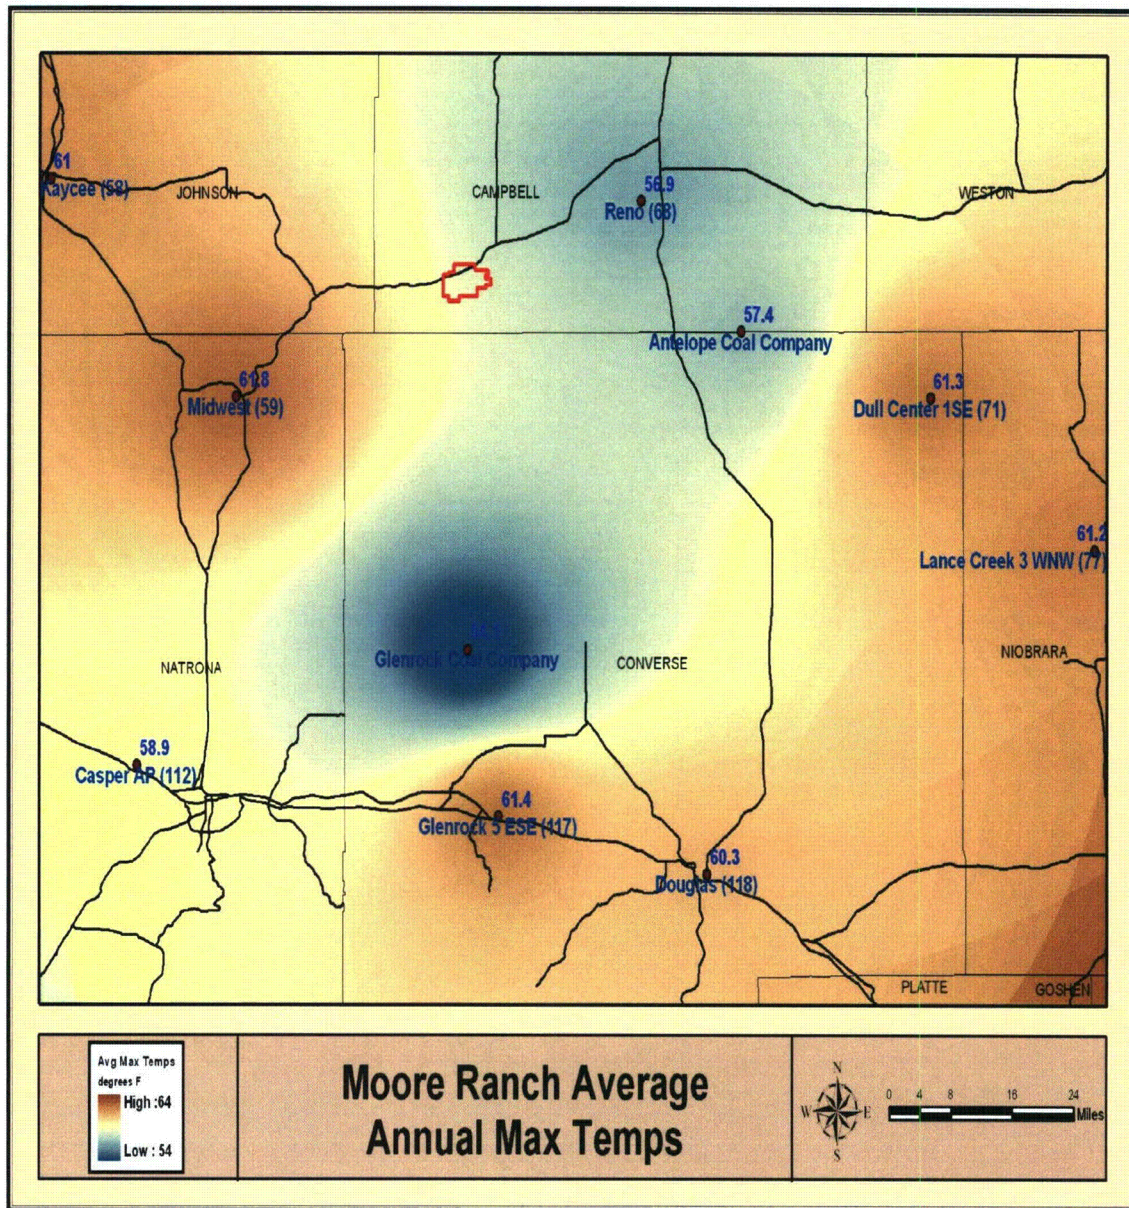 61
Kaycee (58)
JOHNSON
CAMPBELL
56.9
Reno (68)
WESTON
57.4
Antelope Coal Company
61.8
Midwest (59)
61.3
Dull Center 1SE (71)
61.2
Lance Creek 3 WNW (77)
Glenrock Coal Company
NATRONA
CONVERSE
NIOBRARA
58.9
Casper AP (112)
61.4
Glenrock 5 ESE (117)
60.3
Douglas (118)
PLATTE
GOSHEN
Avg Max Temps
degrees F
High :64
Low : 54
Moore Ranch Average
Annual Max Temps
N
W E
S
0 4 8 16 24
Miles